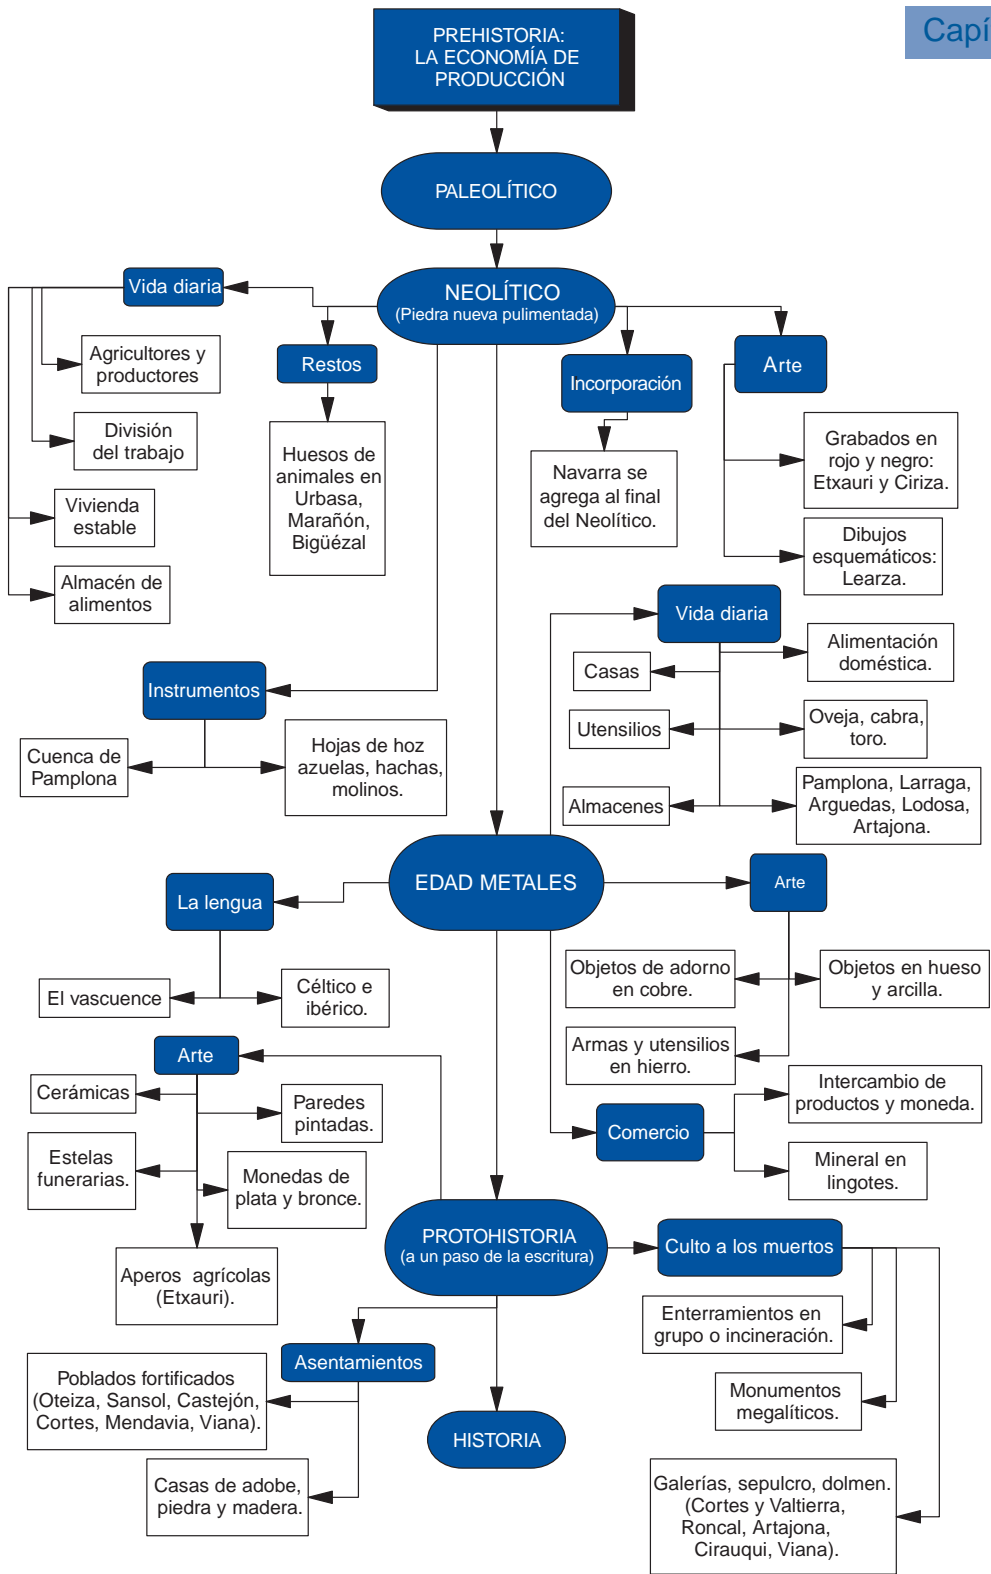 Capí
PREHISTORIA:
LA ECONOMÍA DE
PRODUCCIÓN
PALEOLÍTICO
NEOLÍTICO
(Piedra nueva pulimentada)
Vida diaria
Agricultores y
productores
División
del trabajo
Vivienda
estable
Almacén de
alimentos
Restos
Huesos de
animales en
Urbasa,
Marañón,
Bigüézal
Incorporación
Navarra se
agrega al final
del Neolítico.
Arte
Grabados en
rojo y negro:
Etxauri y Ciriza.
Dibujos
esquemáticos:
Learza.
Instrumentos
Cuenca de
Pamplona
Hojas de hoz
azuelas, hachas,
molinos.
Vida diaria
Casas
Utensilios
Almacenes
Alimentación
doméstica.
Oveja, cabra,
toro.
Pamplona, Larraga,
Arguedas, Lodosa,
Artajona.
EDAD METALES
La lengua
El vascuence
Céltico e
ibérico.
Arte
Objetos de adorno
en cobre.
Objetos en hueso
y arcilla.
Armas y utensilios
en hierro.
Comercio
Intercambio de
productos y moneda.
Mineral en
lingotes.
Arte
Cerámicas
Paredes
pintadas.
Estelas
funerarias.
Monedas de
plata y bronce.
Aperos agrícolas
(Etxauri).
PROTOHISTORIA
(a un paso de la escritura)
Culto a los muertos
Enterramientos en
grupo o incineración.
Monumentos
megalíticos.
Galerías, sepulcro, dolmen.
(Cortes y Valtierra,
Roncal, Artajona,
Cirauqui, Viana).
Asentamientos
Poblados fortificados
(Oteiza, Sansol, Castejón,
Cortes, Mendavia, Viana).
Casas de adobe,
piedra y madera.
HISTORIA